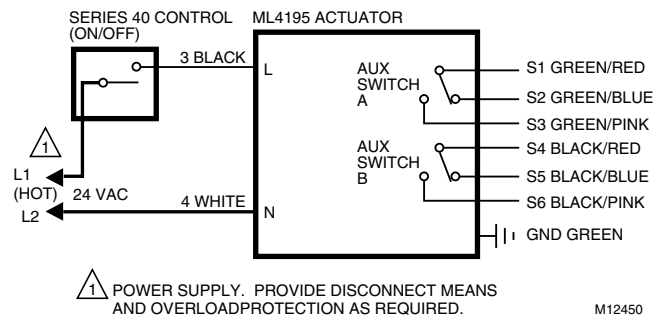 SERIES 40 CONTROL
(ON/OFF)
ML4195 ACTUATOR
3 BLACK
L
AUX
SWITCH
A
S1 GREEN/RED
S2 GREEN/BLUE
S3 GREEN/PINK
1
L1
(HOT)
24 VAC
L2
4 WHITE
N
AUX
SWITCH
B
S4 BLACK/RED
S5 BLACK/BLUE
S6 BLACK/PINK
GND GREEN
1 POWER SUPPLY. PROVIDE DISCONNECT MEANS
AND OVERLOADPROTECTION AS REQUIRED.
M12450